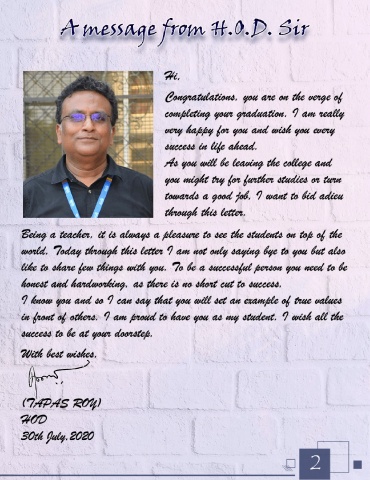 A message from H.O.D. Sir
Hi,
Congratulations, you are on the verge of
completing your graduation. I am really
very happy for you and wish you every
success in life ahead.
As you will be leaving the college and
you might try for further studies or turn
towards a good job, I want to bid adieu
through this letter.
Being a teacher, it is always a pleasure to see the students on top of the
world. Today through this letter I am not only saying bye to you but also
like to share few things with you. To be a successful person you need to be
honest and hardworking, as there is no short cut to success.
I know you and so I can say that you will set an example of true values
in front of others. I am proud to have you as my student. I wish all the
success to be at your doorstep.
With best wishes,
(TAPAS ROY)
HOD
30th July,2020
2